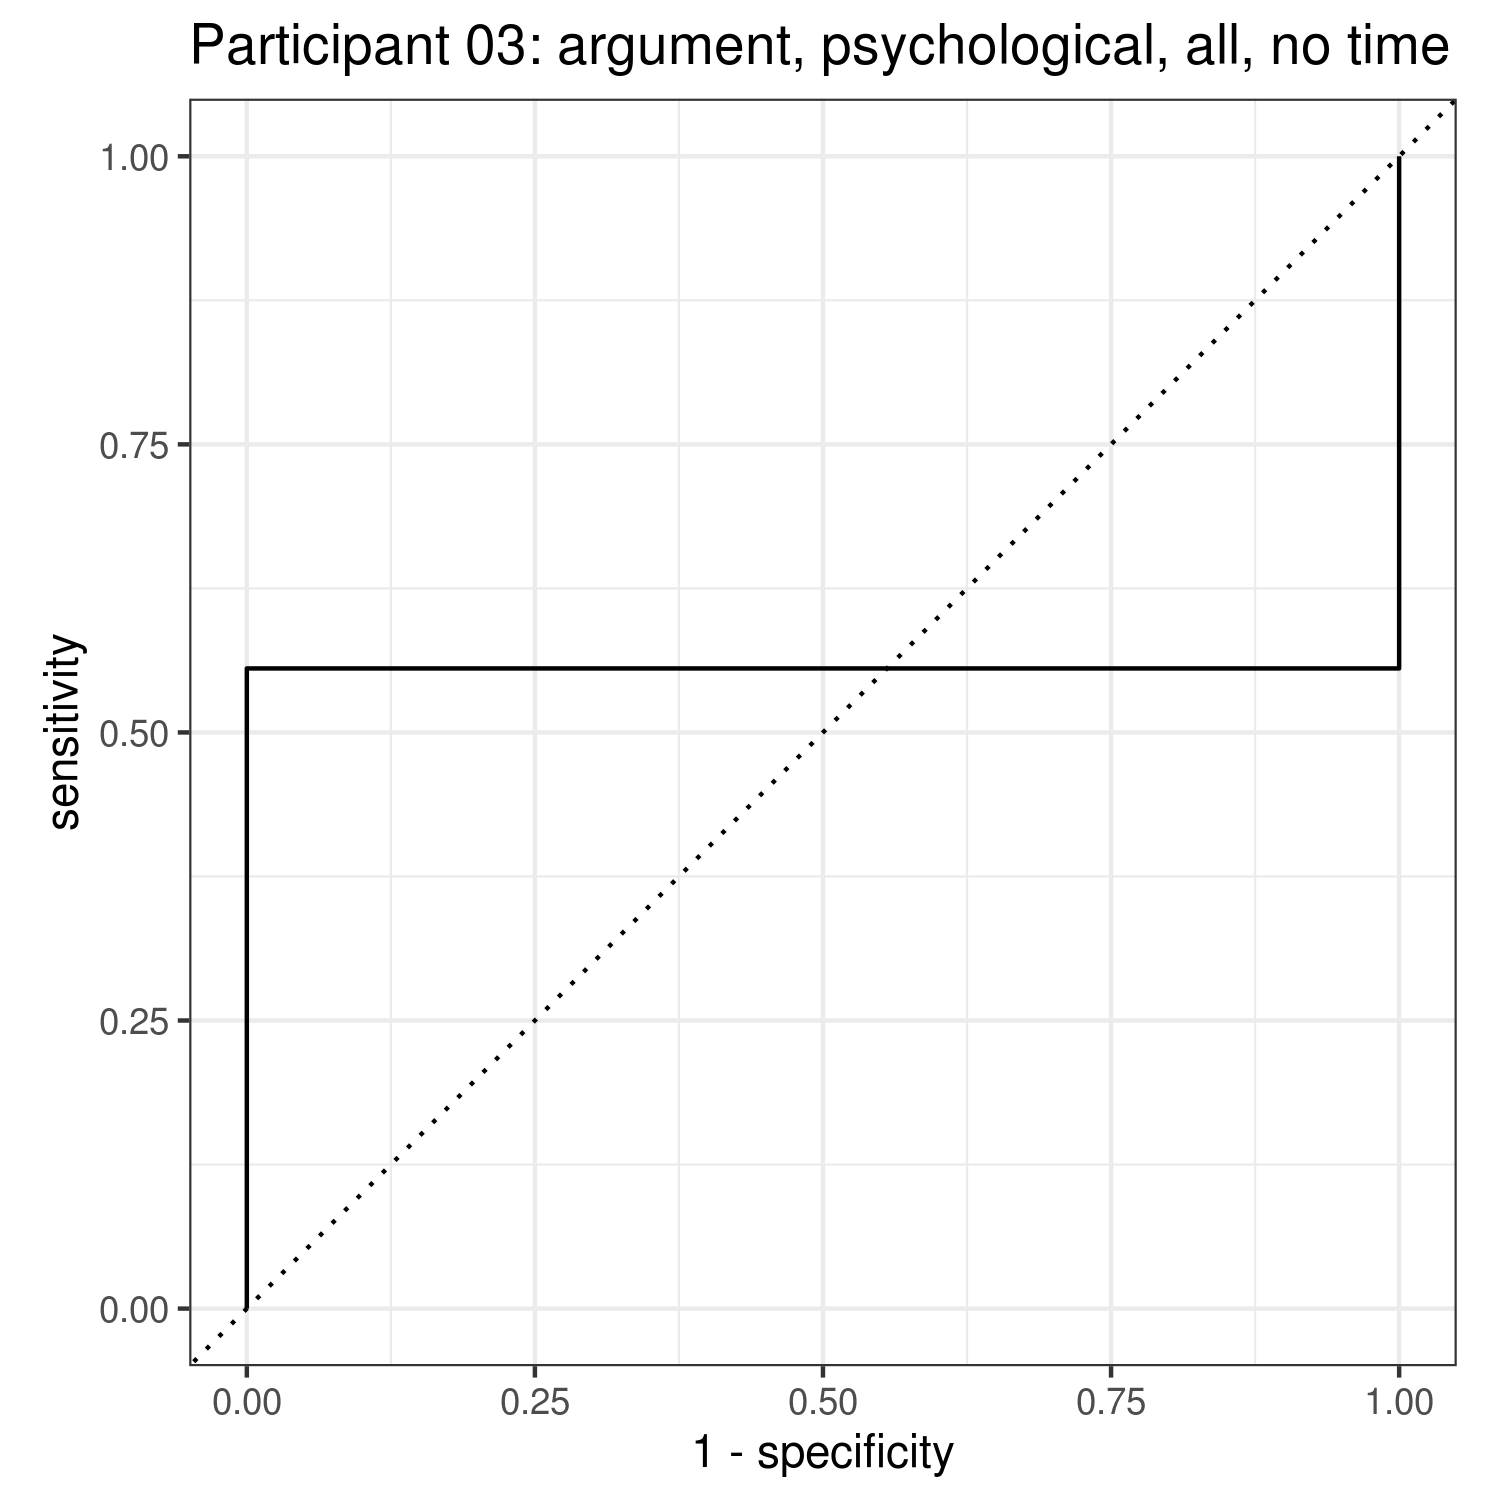 Participant 03: argument, psychological, all, no time
1.00
0.75
0.50
0.25
0.00
sensitivity
0.00 0.25 0.50 0.75 1.00
1 - specificity